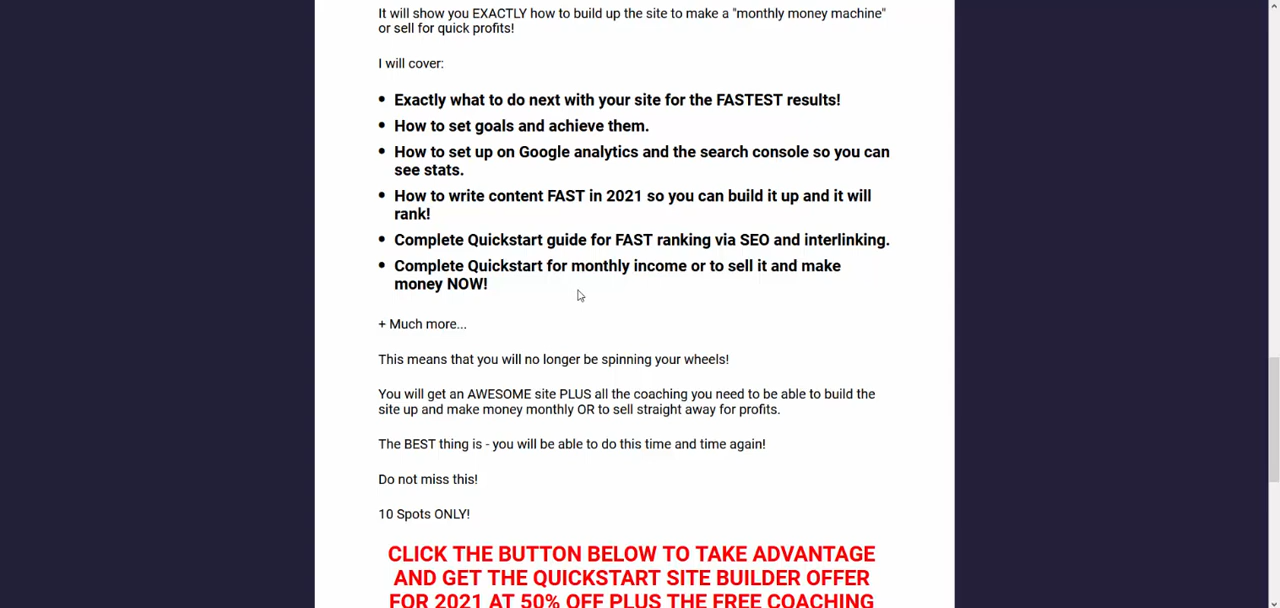 It will show you EXACTLY how to build up the site to make a "monthly money machine"
or sell for quick profits!
I will cover:
• Exactly what to do next with your site for the FASTEST results!
• How to set goals and achieve them.
• How to set up on Google analytics and the search console so you can
see stats.
• How to write content FAST in 2021 so you can build it up and it will
rank!
• Complete Quickstart guide for FAST ranking via SEO and interlinking.
• Complete Quickstart for monthly income or to sell it and make
money NOW!
+ Much more...
This means that you will no longer be spinning your wheels!
You will get an AWESOME site PLUS all the coaching you need to be able to build the
site up and make money monthly OR to sell straight away for profits.
The BEST thing is - you will be able to do this time and time again!
Do not miss this!
10 Spots ONLY!
CLICK THE BUTTON BELOW TO TAKE ADVANTAGE
AND GET THE QUICKSTART SITE BUILDER OFFER
FOR 2021 AT 50% OFF PLUS THE FREE COACHING